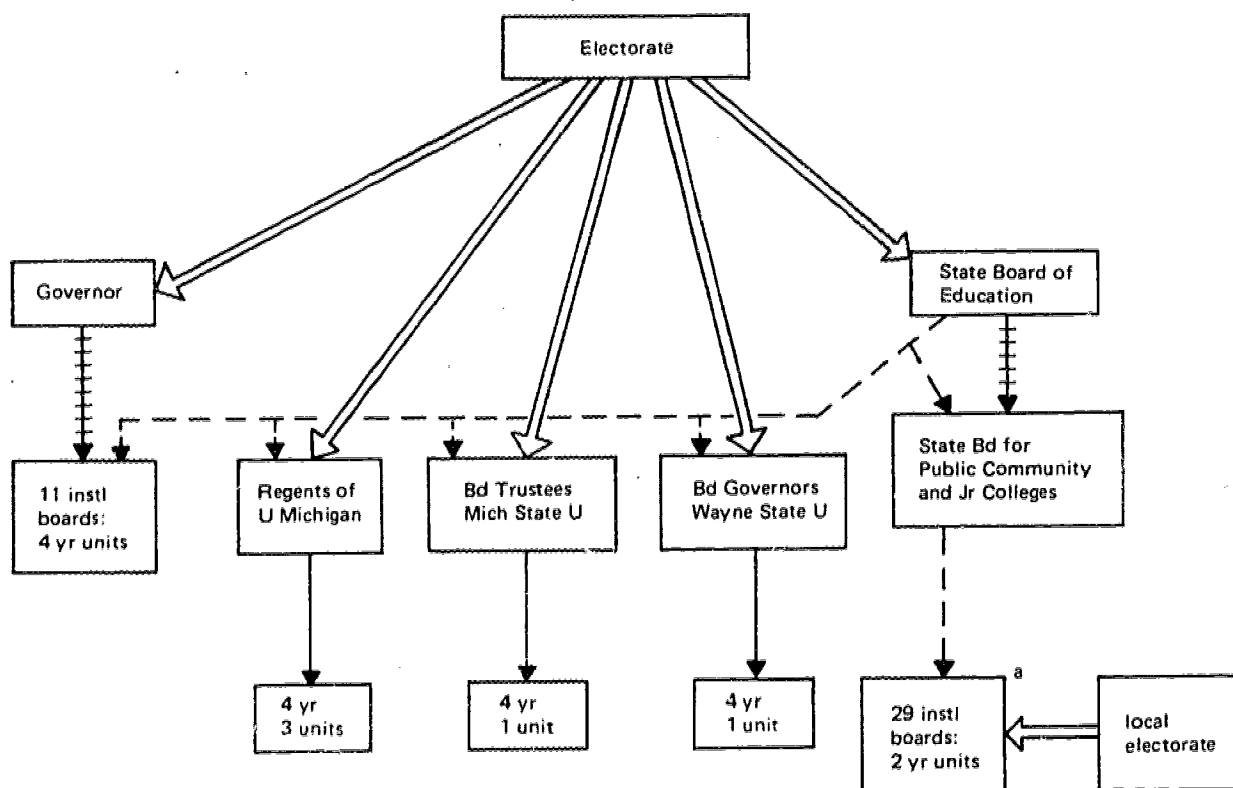 Electorate
Governor
State Board of
Education
11 instl
boards:
4 yr units
Regents of
U Michigan
Bd Trustees
Mich State U
Bd Governors
Wayne State U
State Bd for
Public Community
and Jr Colleges
4 yr
3 units
4 yr
1 unit
4 yr
1 unit
a
29 instl
boards:
2 yr units
local
electorate